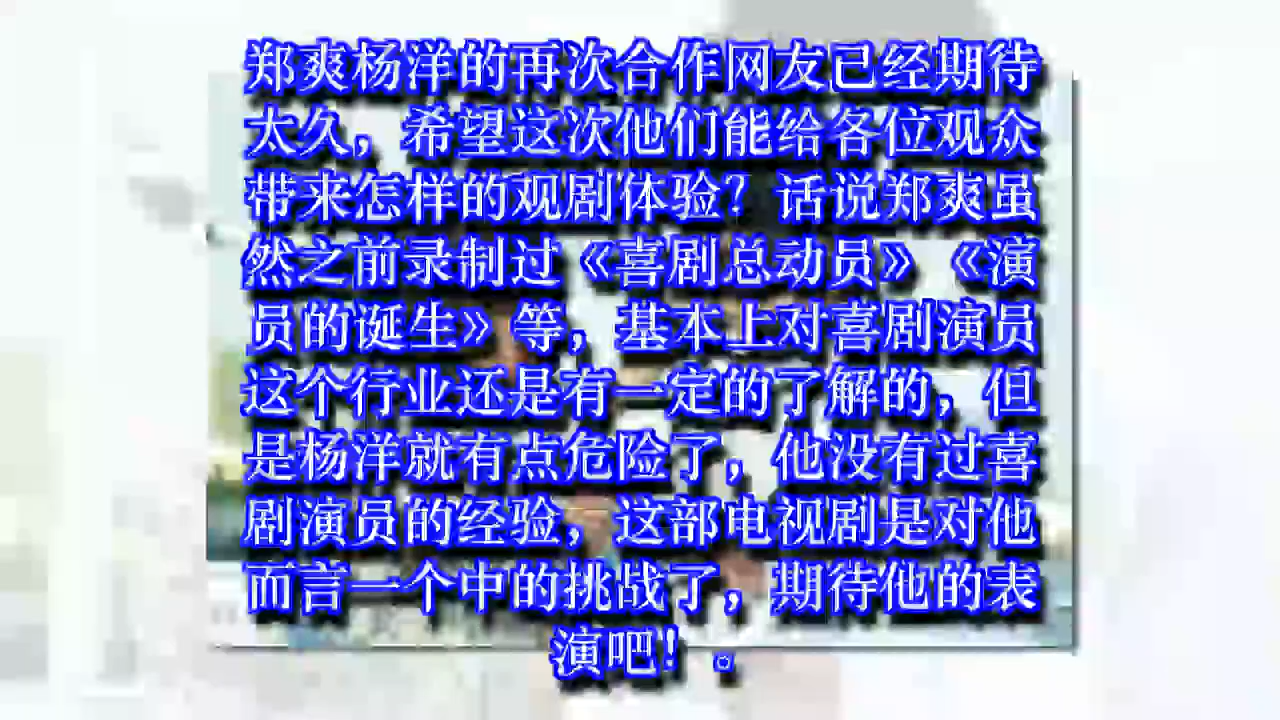 郑爽杨洋的再次合作网友已经期待
太久，希望这次他们能给各位观众
带来怎样的观剧体验？话说郑爽虽
然之前录制过《喜剧总动员》《演
员的诞生》等，基本上对喜剧演员
这个行业还是有一定的了解的，但
是杨洋就有点危险了，他没有过喜
剧演员的经验，这部电视剧是对他
而言一个中的挑战了，期待他的表
演吧！。